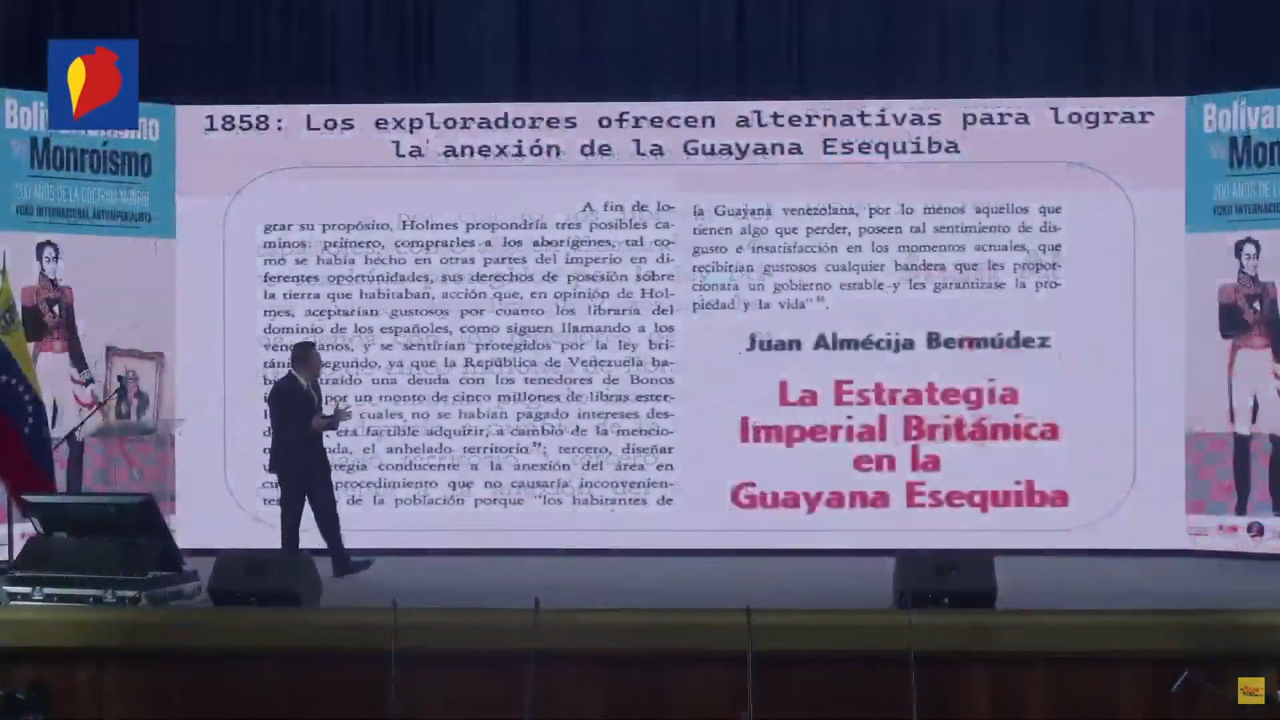 1858: Los exploradores ofrecen alternativas para lograr
la anexión de la Guayana Esequiba
Monroísmo
200 AÑOS DE LA DOCTRINA MONROE
FORO INTERNACIONAL ANTIIMPERIALISTA
A fin de lo-
grar su propósito, Holmes propondría tres posibles ca-
minos: primero, comprarles a los aborígenes, tal co-
mo se había hecho en otras partes del imperio en di-
ferentes oportunidades, sus derechos de posesión sobre
la tierra que habitaban, acción que, en opinión de Hol-
mes, aceptarían gustosos por cuanto los libraría del
dominio de los españoles, como siguen llamando a los
anos, y se sentirían protegidos por la ley bri-
segundo, ya que la República de Venezuela ha-
traído una deuda con los tenedores de Bonos
por un monto de cinco millones de libras ester-
cuales no se habían pagado intereses des-
era factible adquirir, a cambio de la mencio-
nda, el anhelado territorio"; tercero, diseñar
tegia conducente a la anexión del área en
procedimiento que no causaría inconvenien-
de la población porque "los habitantes de
la Guayana venezolana, por lo menos aquellos que
tienen algo que perder, poseen tal sentimiento de dis-
gusto e insatisfacción en los momentos actuales, que
recibirían gustosos cualquier bandera que les propor-
cionara un gobierno estable y les garantizase la pro-
piedad y la vida"
Juan Almécija Bermúdez
La Estrategia
Imperial Británica
en la
Guayana Esequiba
Bolivar
Mon
200 AÑOS DE LA
FORO INTERNACIO